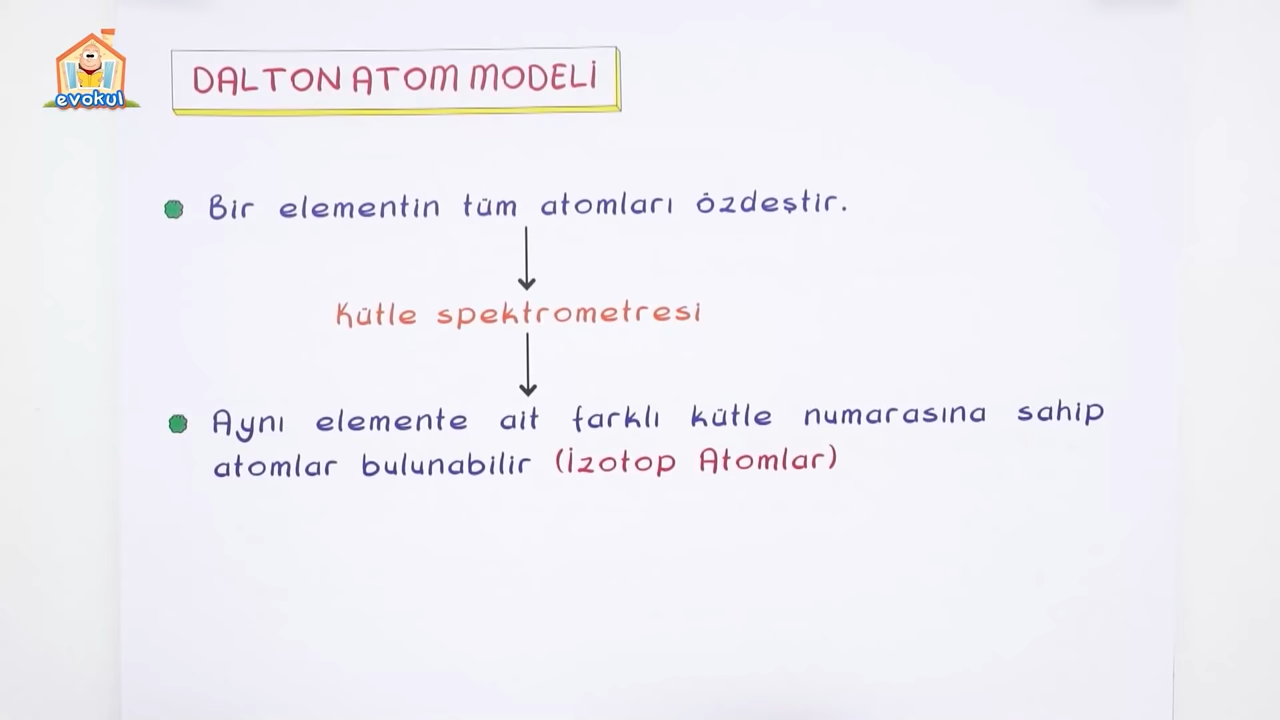 evokul
DALTON ATOM MODELİ
Bir elementin tüm atomları özdeştir.
Kütle spektrometresi
Aynı elemente ait farklı kütle numarasına sahip
atomlar bulunabilir (İzotop Atomlar)